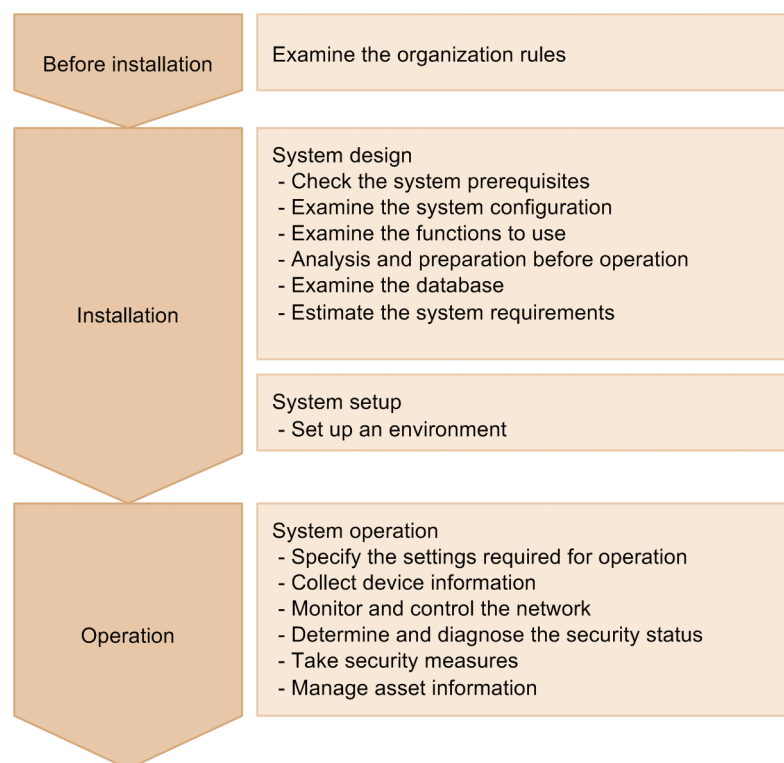 Before installation
Examine the organization rules
Installation
System design
- Check the system prerequisites
- Examine the system configuration
- Examine the functions to use
- Analysis and preparation before operation
- Examine the database
- Estimate the system requirements
System setup
- Set up an environment
Operation
System operation
- Specify the settings required for operation
- Collect device information
- Monitor and control the network
- Determine and diagnose the security status
- Take security measures
- Manage asset information